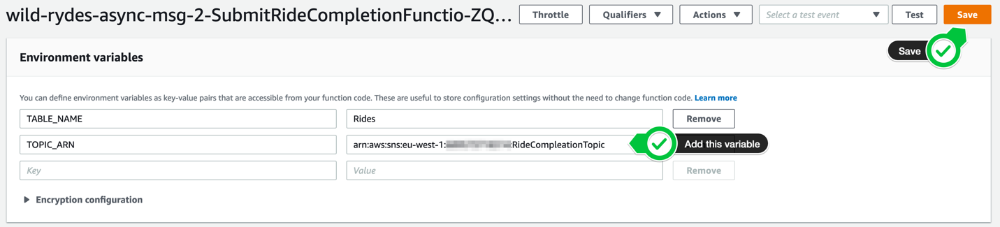 wild-rydes-async-msg-2-SubmitRideCompletionFunctio-ZQ... Throttle Qualifiers Actions Select a test event Test Save
Save
Environment variables
You can define environment variables as key-value pairs that are accessible from your function code. These are useful to store configuration settings without the need to change function code. Learn more
TABLE_NAME Rides Remove
TOPIC_ARN arn:aws:sns:eu-west-1: :RideCompleationTopic Add this variable
Key Value Remove
Encryption configuration